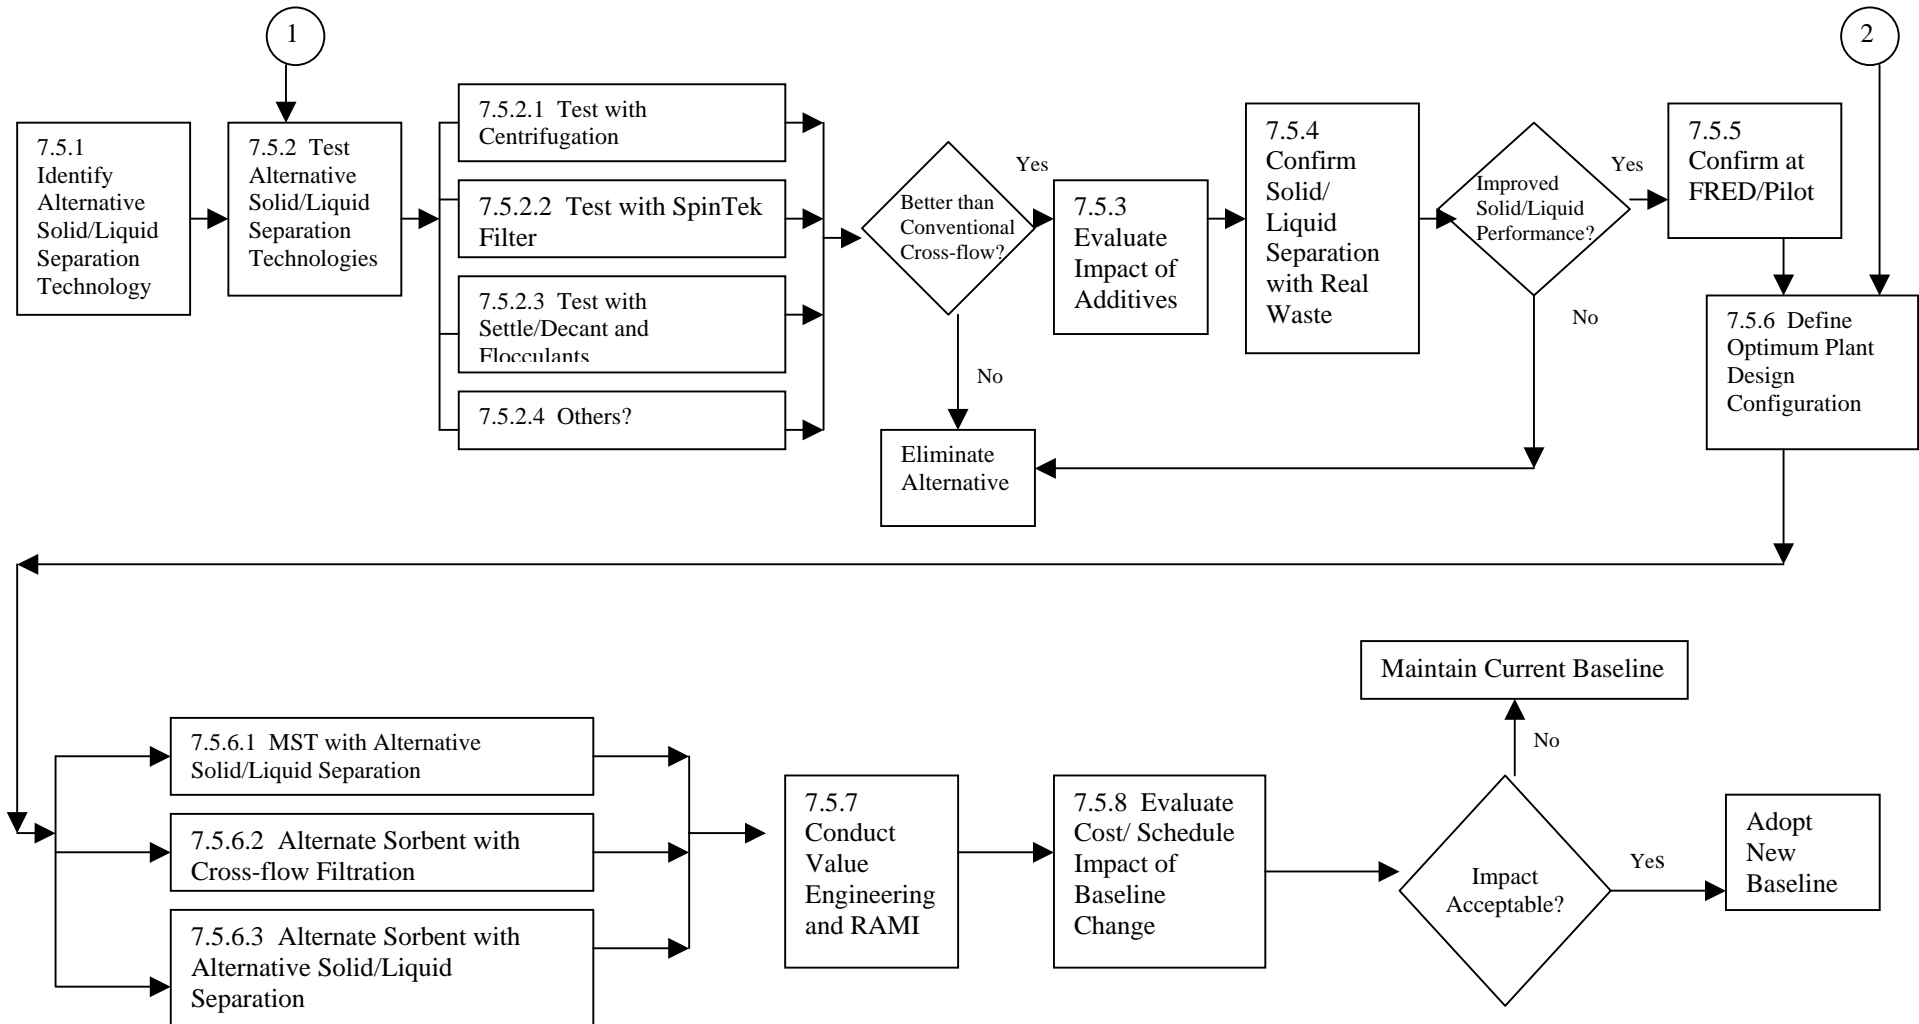 1
2
7.5.1
Identify
Alternative
Solid/Liquid
Separation
Technology
7.5.2 Test
Alternative
Solid/Liquid
Separation
Technologies
7.5.2.1 Test with
Centrifugation
7.5.2.2 Test with SpinTek
Filter
7.5.2.3 Test with
Settle/Decant and
Flocculants
7.5.2.4 Others?
Better than
Conventional
Cross-flow?
Yes
No
Eliminate
Alternative
7.5.3
Evaluate
Impact of
Additives
7.5.4
Confirm
Solid/
Liquid
Separation
with Real
Waste
Improved
Solid/Liquid
Performance?
Yes
No
7.5.5
Confirm at
FRED/Pilot
7.5.6 Define
Optimum Plant
Design
Configuration
7.5.6.1 MST with Alternative
Solid/Liquid Separation
7.5.6.2 Alternate Sorbent with
Cross-flow Filtration
7.5.6.3 Alternate Sorbent with
Alternative Solid/Liquid
Separation
7.5.7
Conduct
Value
Engineering
and RAMI
7.5.8 Evaluate
Cost/ Schedule
Impact of
Baseline
Change
Impact
Acceptable?
No
Maintain Current Baseline
Yes
Adopt
New
Baseline